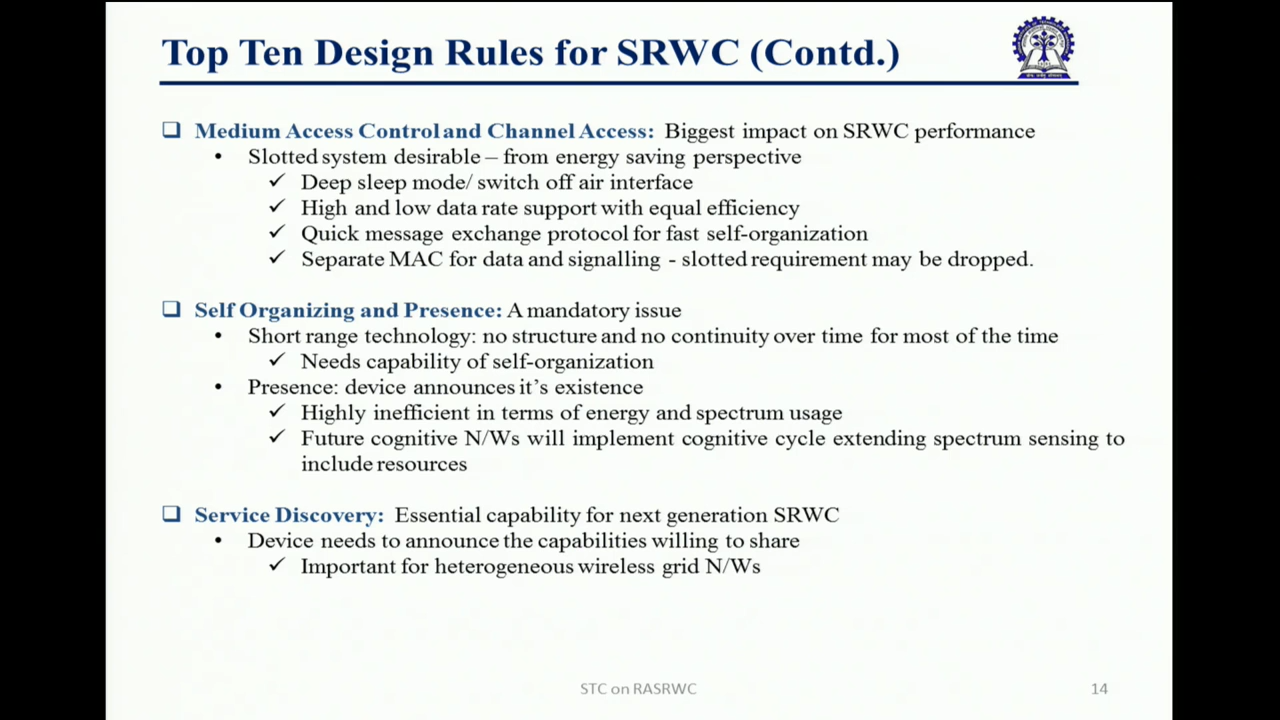 Top Ten Design Rules for SRWC (Contd.)
❑ Medium Access Control and Channel Access: Biggest impact on SRWC performance
• Slotted system desirable – from energy saving perspective
✓ Deep sleep mode/ switch off air interface
✓ High and low data rate support with equal efficiency
✓ Quick message exchange protocol for fast self-organization
✓ Separate MAC for data and signalling - slotted requirement may be dropped.
❑ Self Organizing and Presence: A mandatory issue
• Short range technology: no structure and no continuity over time for most of the time
✓ Needs capability of self-organization
• Presence: device announces it’s existence
✓ Highly inefficient in terms of energy and spectrum usage
✓ Future cognitive N/Ws will implement cognitive cycle extending spectrum sensing to
include resources
❑ Service Discovery: Essential capability for next generation SRWC
• Device needs to announce the capabilities willing to share
✓ Important for heterogeneous wireless grid N/Ws
STC on RASRWC
14